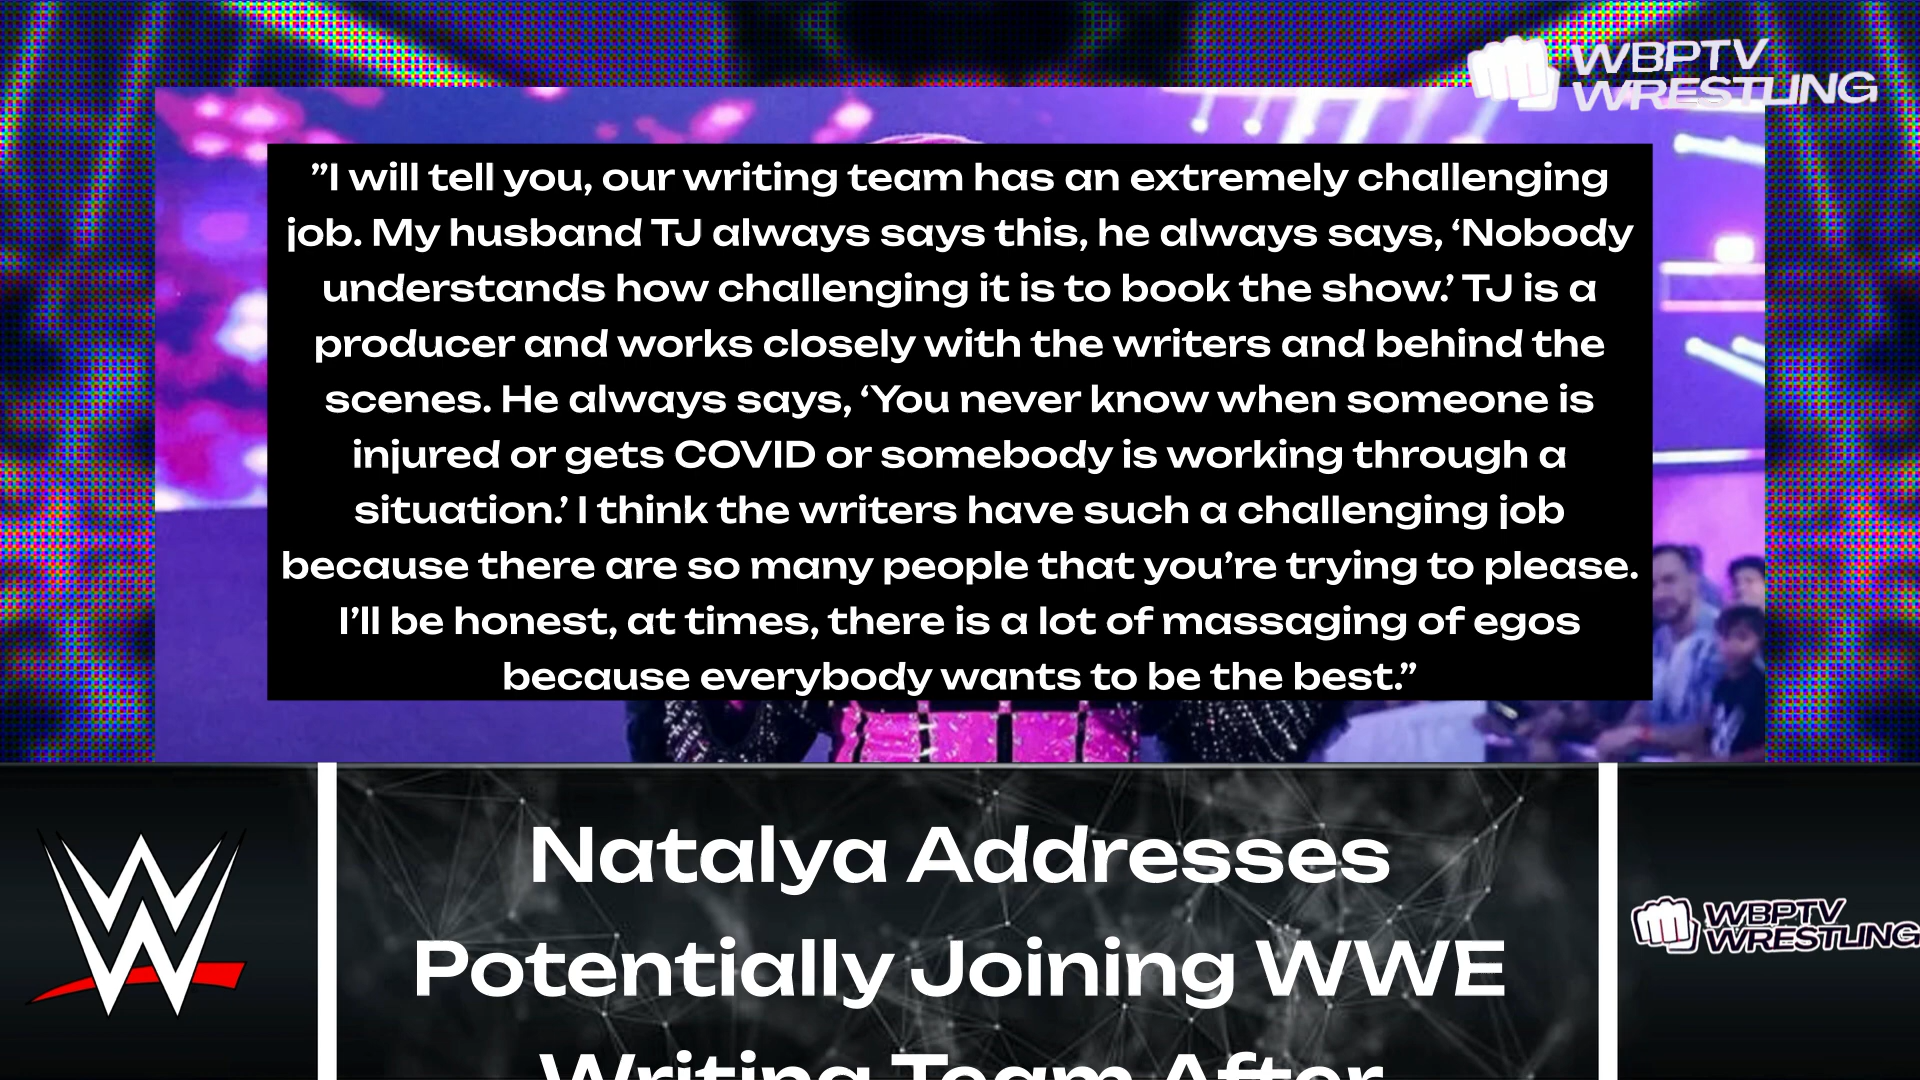 WBPTV
WRESTLING
”I will tell you, our writing team has an extremely challenging
job. My husband TJ always says this, he always says, ‘Nobody
understands how challenging it is to book the show.’ TJ is a
producer and works closely with the writers and behind the
scenes. He always says, ‘You never know when someone is
injured or gets COVID or somebody is working through a
situation.’ I think the writers have such a challenging job
because there are so many people that you’re trying to please.
I’ll be honest, at times, there is a lot of massaging of egos
because everybody wants to be the best.”
Natalya Addresses
Potentially Joining WWE
Writing Team After
WBPTV
WRESTLING